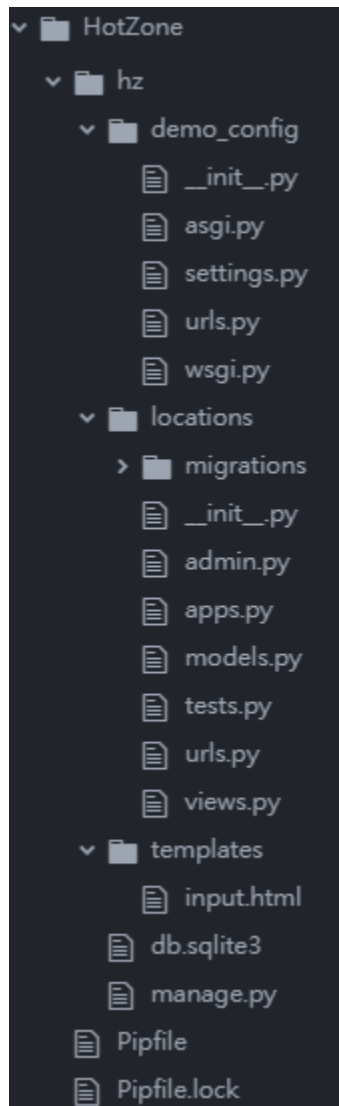 HotZone
hz
demo_config
__init__.py
asgi.py
settings.py
urls.py
wsgi.py
locations
migrations
__init__.py
admin.py
apps.py
models.py
tests.py
urls.py
views.py
templates
input.html
db.sqlite3
manage.py
Pipfile
Pipfile.lock